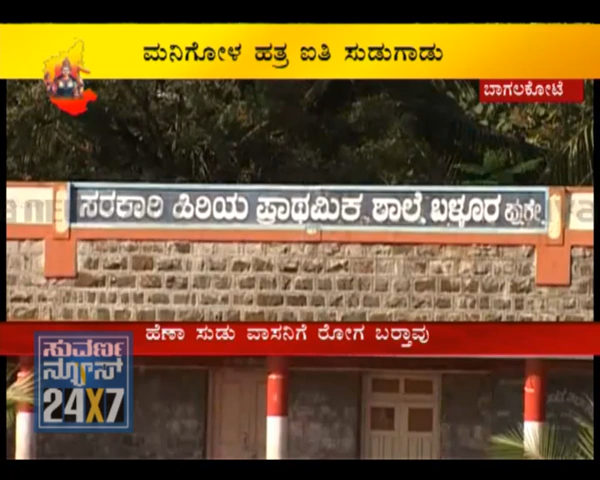 ಮನಿಗೋಳ ಹತ್ರ ಐತಿ ಸುಡುಗಾಡು
ಬಾಗಲಕೋಟೆ
ಸರಕಾರಿ ಹಿರಿಯ ಪ್ರಾಥಮಿಕ ಶಾಲೆ, ಬಳ್ಳೂರ
ಹೆಣಾ ಸುಡು ವಾಸನಿಗೆ ರೋಗ ಬರ್‍ತಾವು
ಸುವರ್ಣ
ನ್ಯೂಸ್
24X7